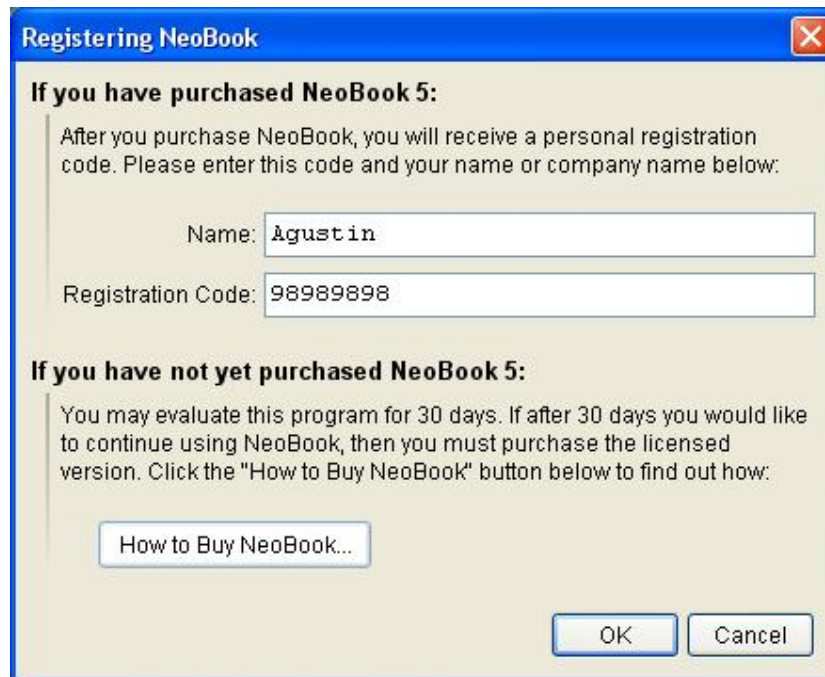 Registering NeoBook
If you have purchased NeoBook 5:
After you purchase NeoBook, you will receive a personal registration
code. Please enter this code and your name or company name below:
Name: Agustin
Registration Code: 98989898
If you have not yet purchased NeoBook 5:
You may evaluate this program for 30 days. If after 30 days you would like
to continue using NeoBook, then you must purchase the licensed
version. Click the "How to Buy NeoBook" button below to find out how:
How to Buy NeoBook...
OK Cancel